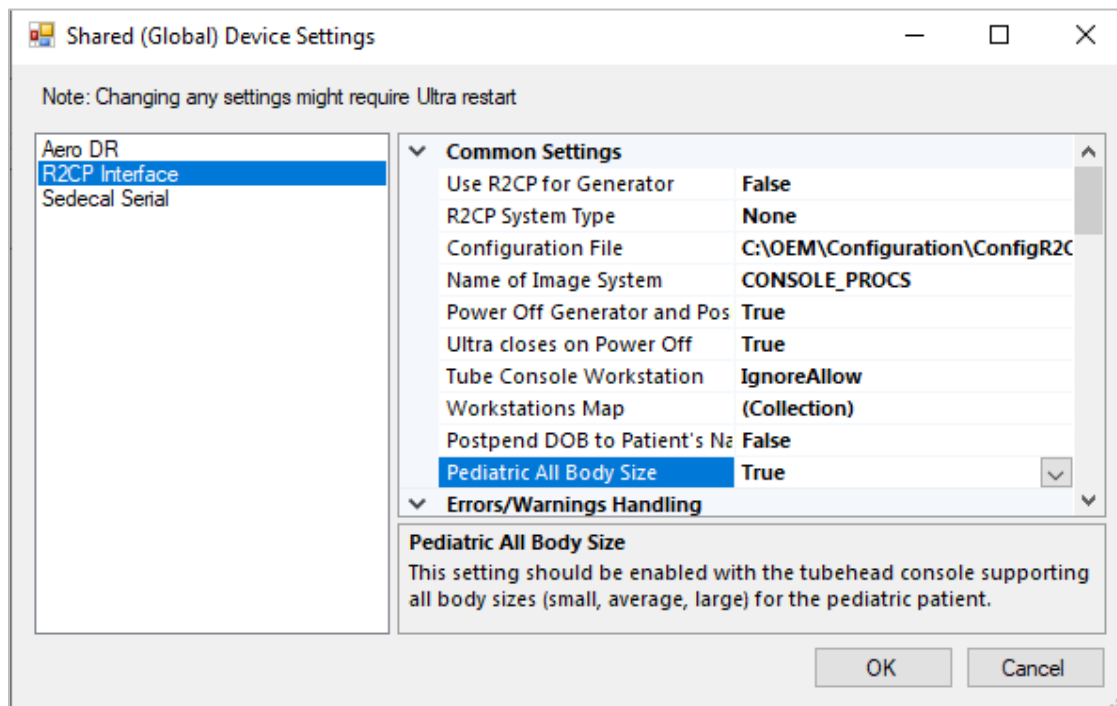 Shared (Global) Device Settings
Note: Changing any settings might require Ultra restart
Aero DR
R2CP Interface
Sedecal Serial
Common Settings
Use R2CP for Generator False
R2CP System Type None
Configuration File C:\OEM\Configuration\ConfigR2C
Name of Image System CONSOLE_PROCS
Power Off Generator and Pos True
Ultra closes on Power Off True
Tube Console Workstation IgnoreAllow
Workstations Map (Collection)
Postpend DOB to Patient's Na False
Pediatric All Body Size True
Errors/Warnings Handling
Pediatric All Body Size
This setting should be enabled with the tubehead console supporting
all body sizes (small, average, large) for the pediatric patient.
OK Cancel